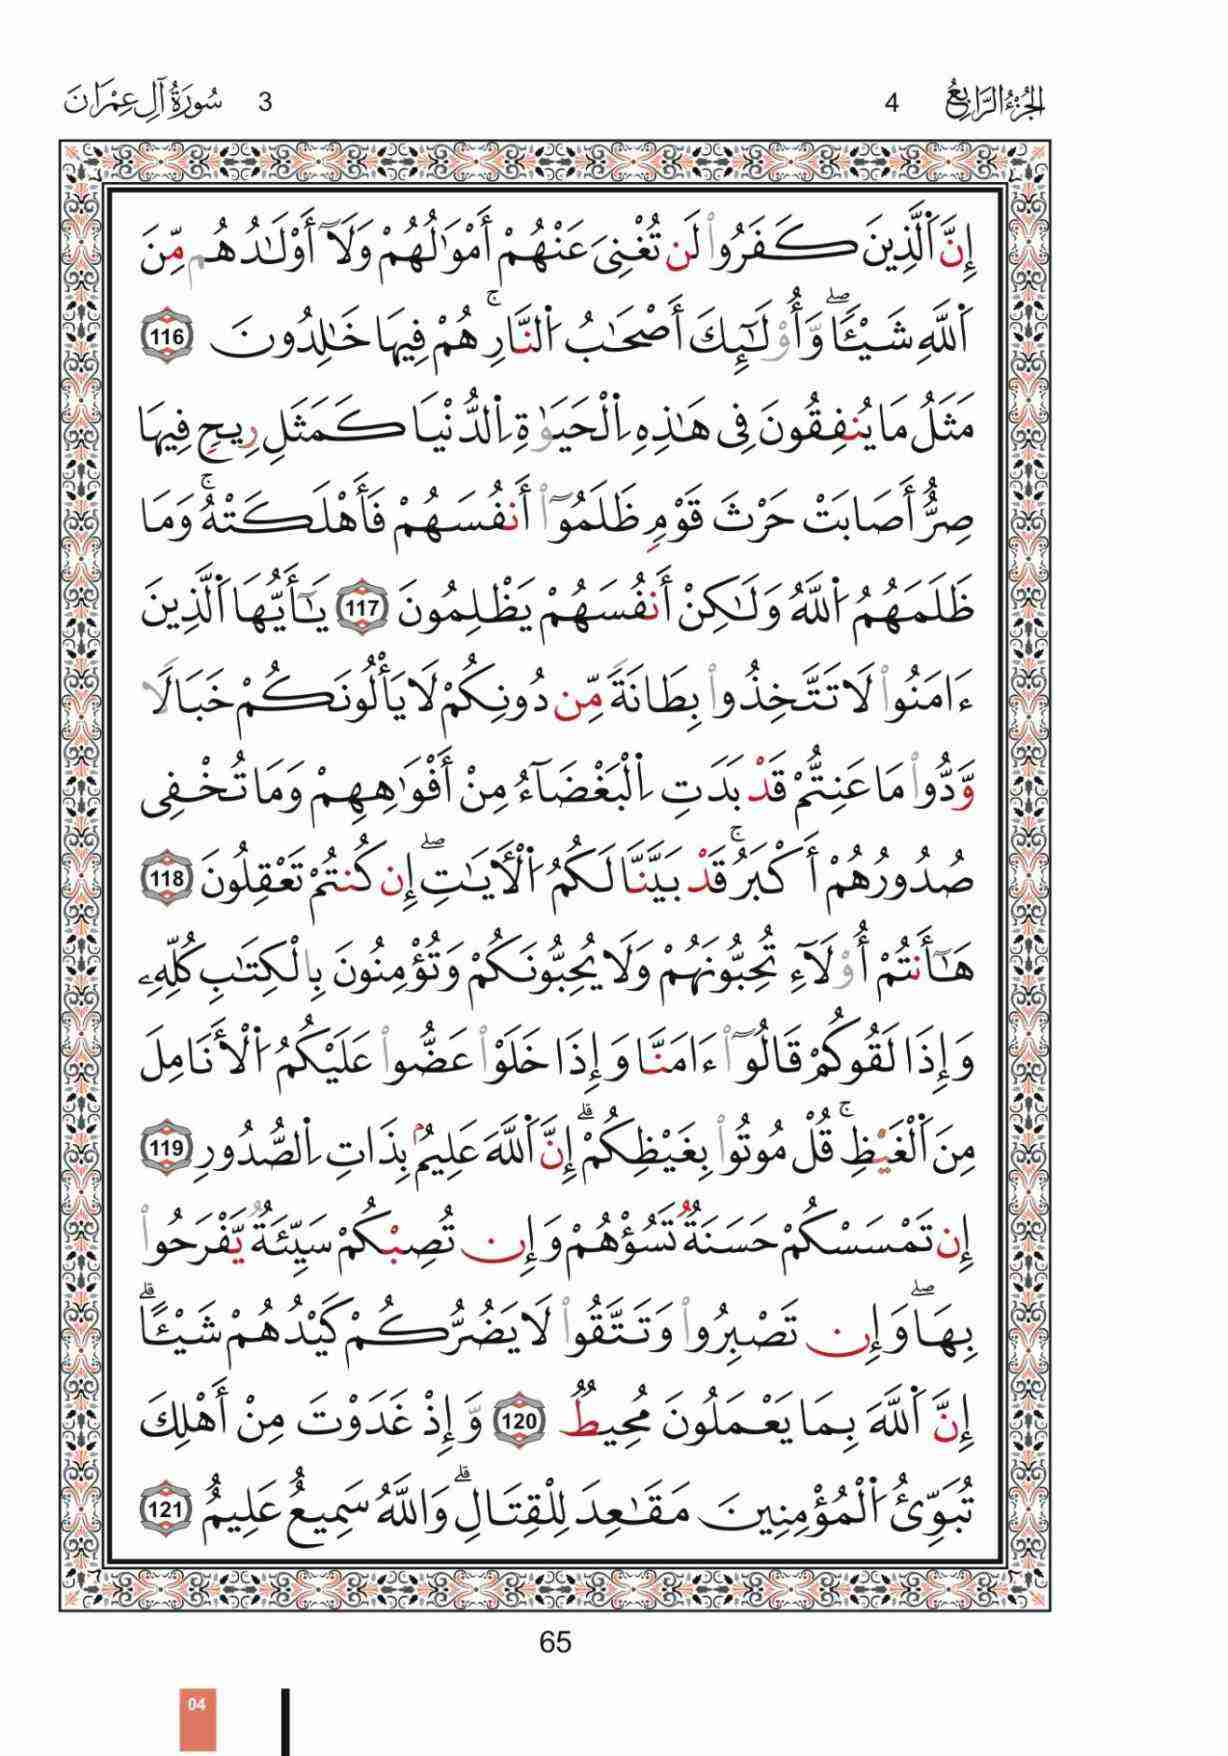 الجُزْءُ الرَّابِعُ 4
3 سُورَةُ آلِ عِمْرَانَ
إِنَّ ٱلَّذِينَ كَفَرُوا۟ لَن تُغْنِىَ عَنْهُمْ أَمْوَٰلُهُمْ وَلَآ أَوْلَـٰدُهُم مِّنَ
ٱللَّهِ شَيْـًٔا ۖ وَأُو۟لَـٰٓئِكَ أَصْحَـٰبُ ٱلنَّارِ ۚ هُمْ فِيهَا خَـٰلِدُونَ 116
مَثَلُ مَا يُنفِقُونَ فِى هَـٰذِهِ ٱلْحَيَوٰةِ ٱلدُّنْيَا كَمَثَلِ رِيحٍ فِيهَا
صِرٌّ أَصَابَتْ حَرْثَ قَوْمٍ ظَلَمُوٓا۟ أَنفُسَهُمْ فَأَهْلَكَتْهُ ۚ وَمَا
ظَلَمَهُمُ ٱللَّهُ وَلَـٰكِنْ أَنفُسَهُمْ يَظْلِمُونَ 117 يَـٰٓأَيُّهَا ٱلَّذِينَ
ءَامَنُوا۟ لَا تَتَّخِذُوا۟ بِطَانَةً مِّن دُونِكُمْ لَا يَأْلُونَكُمْ خَبَالًا
وَدُّوا۟ مَا عَنِتُّمْ قَدْ بَدَتِ ٱلْبَغْضَآءُ مِنْ أَفْوَٰهِهِمْ وَمَا تُخْفِى
صُدُورُهُمْ أَكْبَرُ ۚ قَدْ بَيَّنَّا لَكُمُ ٱلْـَٔايَـٰتِ ۖ إِن كُنتُمْ تَعْقِلُونَ 118
هَـٰٓأَنتُمْ أُو۟لَآءِ تُحِبُّونَهُمْ وَلَا يُحِبُّونَكُمْ وَتُؤْمِنُونَ بِٱلْكِتَـٰبِ كُلِّهِۦ
وَإِذَا لَقُوكُمْ قَالُوٓا۟ ءَامَنَّا وَإِذَا خَلَوْا۟ عَضُّوا۟ عَلَيْكُمُ ٱلْأَنَامِلَ
مِنَ ٱلْغَيْظِ ۚ قُلْ مُوتُوا۟ بِغَيْظِكُمْ ۗ إِنَّ ٱللَّهَ عَلِيمٌۢ بِذَاتِ ٱلصُّدُورِ 119
إِن تَمْسَسْكُمْ حَسَنَةٌ تَسُؤْهُمْ وَإِن تُصِبْكُمْ سَيِّئَةٌ يَفْرَحُوا۟
بِهَا ۖ وَإِن تَصْبِرُوا۟ وَتَتَّقُوا۟ لَا يَضُرُّكُمْ كَيْدُهُمْ شَيْـًٔا ۗ
إِنَّ ٱللَّهَ بِمَا يَعْمَلُونَ مُحِيطٌ 120 وَإِذْ غَدَوْتَ مِنْ أَهْلِكَ
تُبَوِّئُ ٱلْمُؤْمِنِينَ مَقَـٰعِدَ لِلْقِتَالِ ۗ وَٱللَّهُ سَمِيعٌ عَلِيمٌ 121
65
04